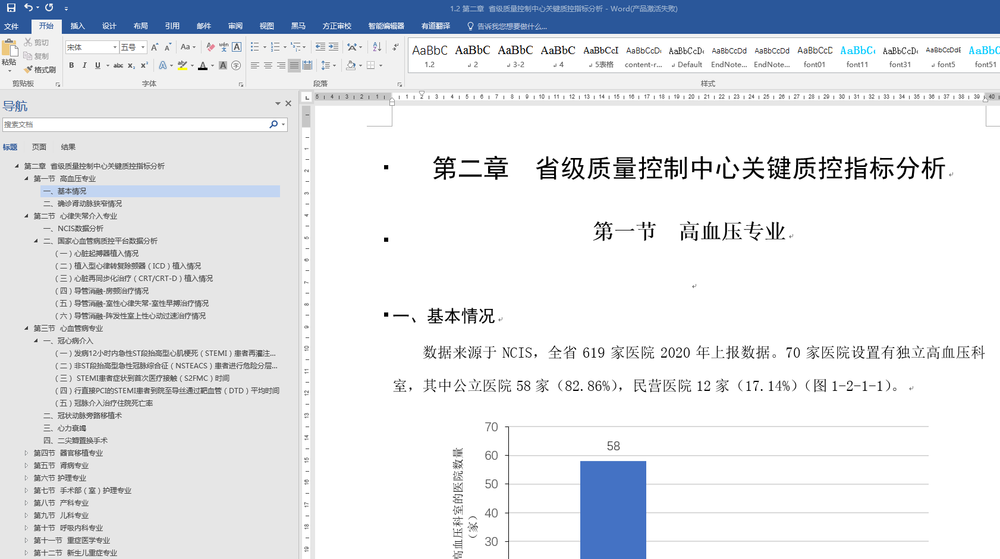 1.2 第二章  省级质量控制中心关键质控指标分析 - Word(产品激活失败)
文件 开始 插入 设计 布局 引用 邮件 审阅 视图 黑马 方正审校 智能编辑器 有道翻译 告诉我您想要做什么...
粘贴 剪切 复制 格式刷
宋体 五号
剪贴板 字体 段落 样式
AaBbC AaBbC AaBbC AaBbC AaBbCcI AaBbCcD AaBbCcDc AaBbCcDd AaBbCcDd AaBbCcD AaBbC AaBbCcDc AaBbCcDdE AaBbC
1.2 2 3-2 4 5表格 content-r... Default EndNote... EndNote... font01 font11 font31 font5 font51
导航
搜索文档
标题 页面 结果
第二章  省级质量控制中心关键质控指标分析
第一节  高血压专业
一、基本情况
二、确诊肾动脉狭窄情况
第二节  心律失常介入专业
一、NCIS数据分析
二、国家心血管病质控平台数据分析
（一）心脏起搏器植入情况
（二）植入型心律转复除颤器（ICD）植入情况
（三）心脏再同步化治疗（CRT/CRT-D）植入情况
（四）导管消融-房颤治疗情况
（五）导管消融-室性心律失常-室性早搏治疗情况
（六）导管消融-阵发性室上性心动过速治疗情况
第三节  心血管病专业
一、冠心病介入
（一）发病12小时内急性ST段抬高型心肌梗死（STEMI）患者再灌注...
（二）非ST段抬高型急性冠脉综合征（NSTEACS）患者进行危险分层...
（三） STEMI患者症状到首次医疗接触（S2FMC）时间
（四）行直接PCI的STEMI患者到院至导丝通过靶血管（DTD）平均时间
（五）冠脉介入治疗住院死亡率
二、冠状动脉旁路移植术
三、心力衰竭
四、二尖瓣置换手术
第四节  器官移植专业
第五节  肾病专业
第六节 护理专业
第七节  手术部（室）护理专业
第八节  产科专业
第九节  儿科专业
第十节  呼吸内科专业
第十一节  重症医学专业
第十二节  新生儿重症专业
第二章  省级质量控制中心关键质控指标分析
第一节  高血压专业
一、基本情况
数据来源于 NCIS，全省 619 家医院 2020 年上报数据。70 家医院设置有独立高血压科
室，其中公立医院 58 家（82.86%），民营医院 12 家（17.14%）（图 1-2-1-1）。
70
58
60
50
40
30
高血压科室的医院数量
（家）